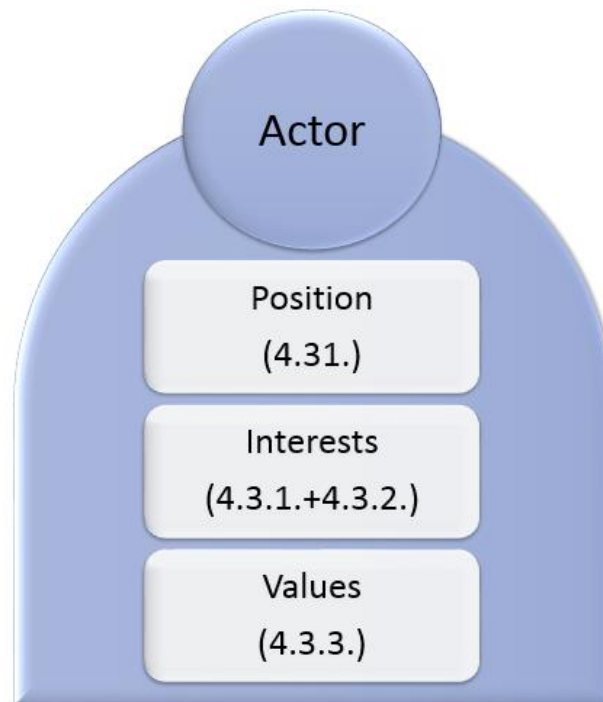 Actor
Position
(4.31.)
Interests
(4.3.1.+4.3.2.)
Values
(4.3.3.)